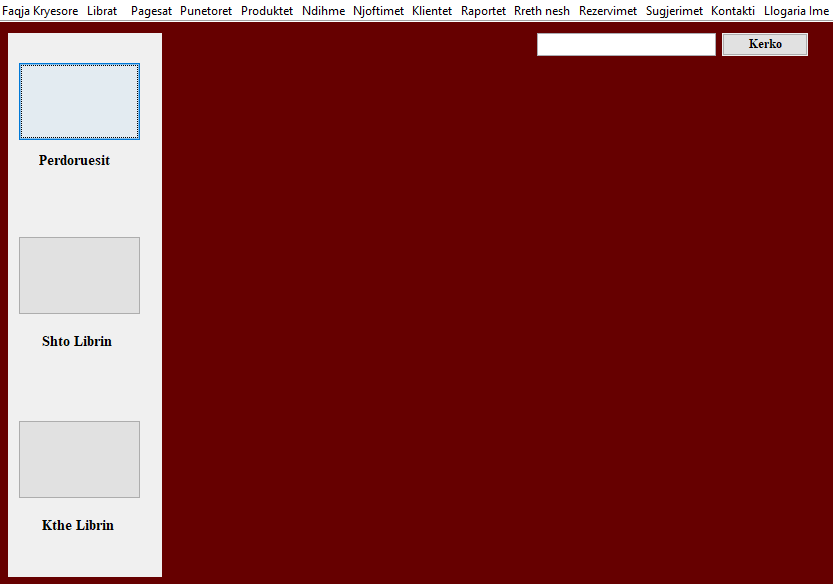 Faqja Kryesore Librat Pagesat Punetoret Produktet Ndihme Njoftimet Klientet Raportet Rreth nesh Rezervimet Sugjerimet Kontakti Llogaria Ime
Kerko
Perdoruesit
Shto Librin
Kthe Librin